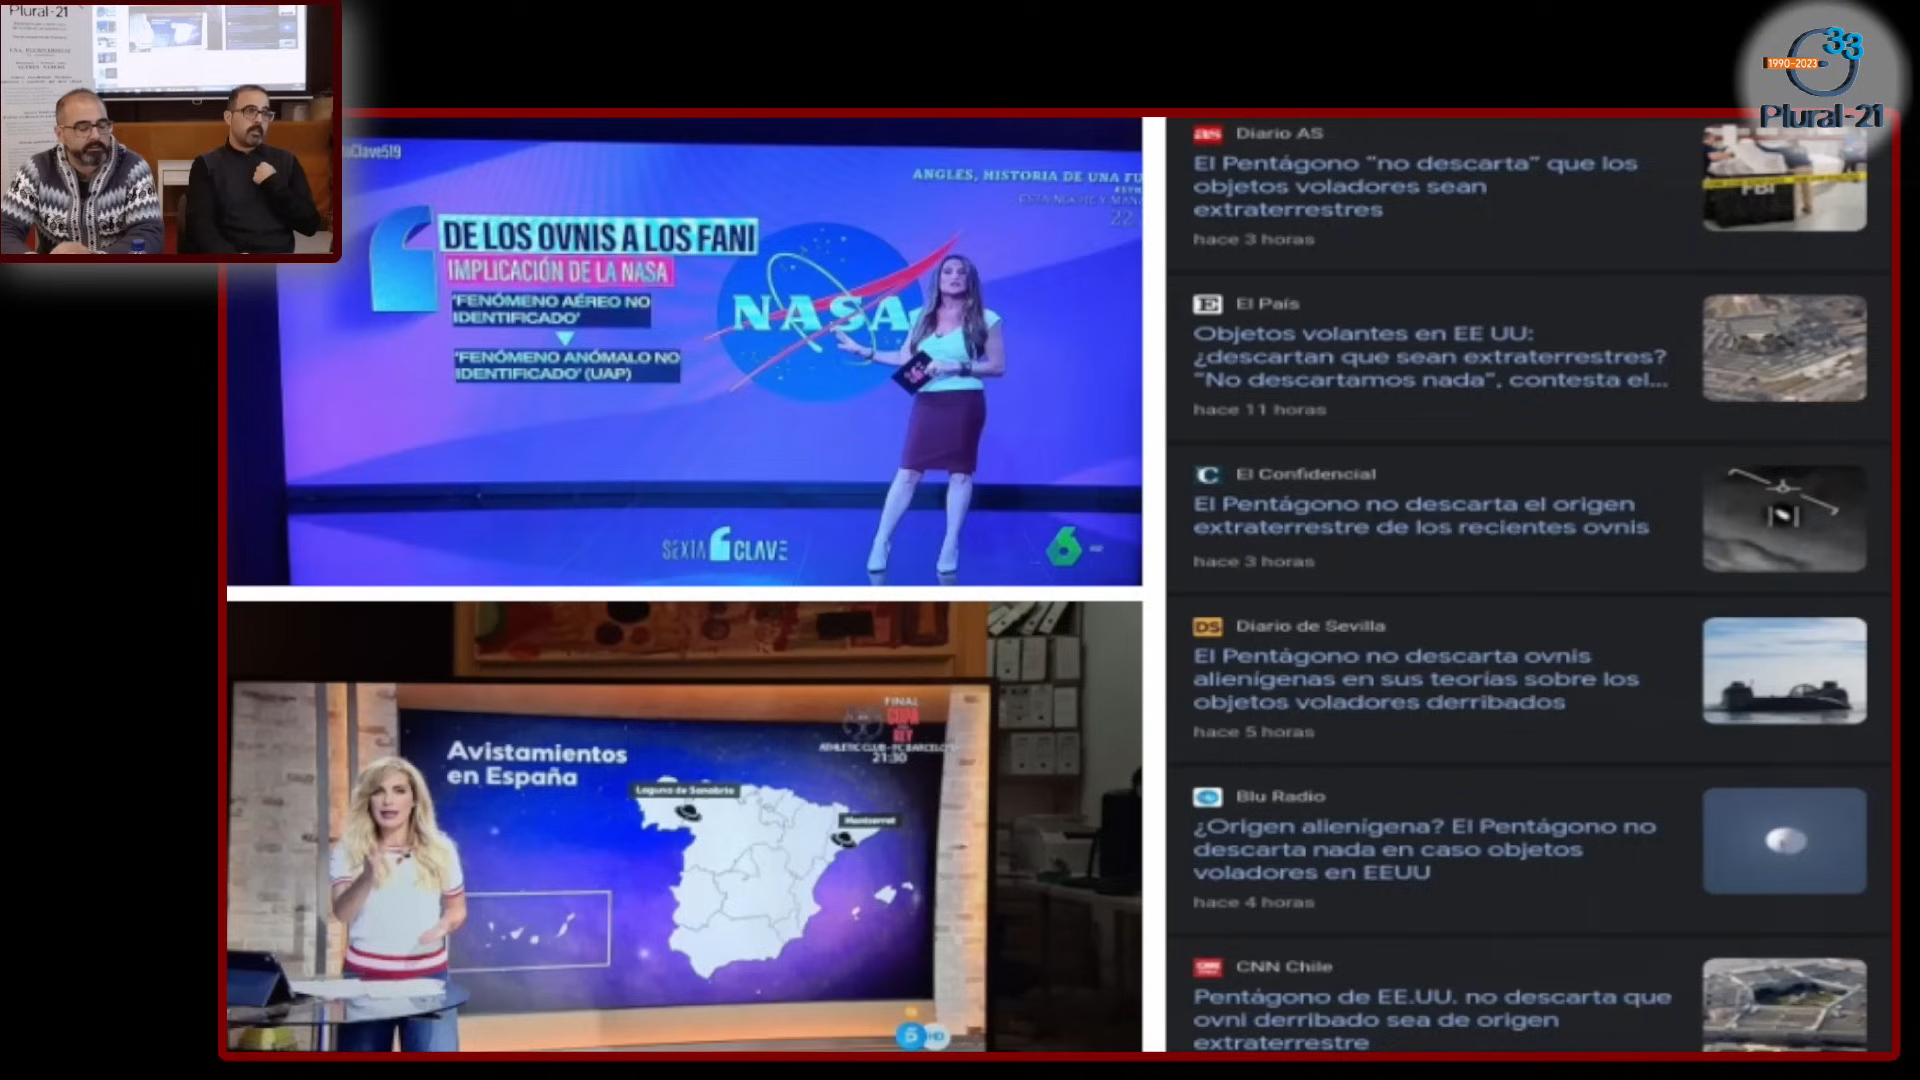 Plural-21
33
1990-2023
Plural-21
laClave519
ANGLES, HISTORIA DE UNA FU
22
DE LOS OVNIS A LOS FANI
IMPLICACIÓN DE LA NASA
'FENÓMENO AÉREO NO
IDENTIFICADO'
'FENÓMENO ANÓMALO NO
IDENTIFICADO' (UAP)
NASA
SEXTA CLAVE
6
Avistamientos
en España
FINAL
COPA
REY
ATHLETIC CLUB - FC BARCELO
21:30
Laguna de Sanabria
Montserrat
5 HD
as Diario AS
El Pentágono "no descarta" que los
objetos voladores sean
extraterrestres
hace 3 horas
FBI
E El País
Objetos volantes en EE UU:
¿descartan que sean extraterrestres?
"No descartamos nada", contesta el...
hace 11 horas
C El Confidencial
El Pentágono no descarta el origen
extraterrestre de los recientes ovnis
hace 3 horas
DS Diario de Sevilla
El Pentágono no descarta ovnis
alienígenas en sus teorías sobre los
objetos voladores derribados
hace 5 horas
Blu Radio
¿Origen alienígena? El Pentágono no
descarta nada en caso objetos
voladores en EEUU
hace 4 horas
CNN Chile
Pentágono de EE.UU. no descarta que
ovni derribado sea de origen
extraterrestre